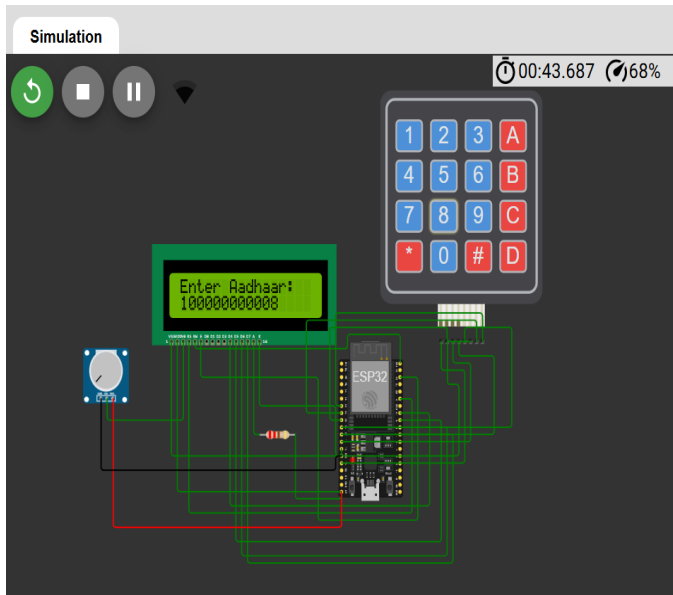 Simulation
00:43.687 68%
1 2 3 A
4 5 6 B
7 8 9 C
* 0 # D
Enter Aadhaar:
100000000008
ESP32